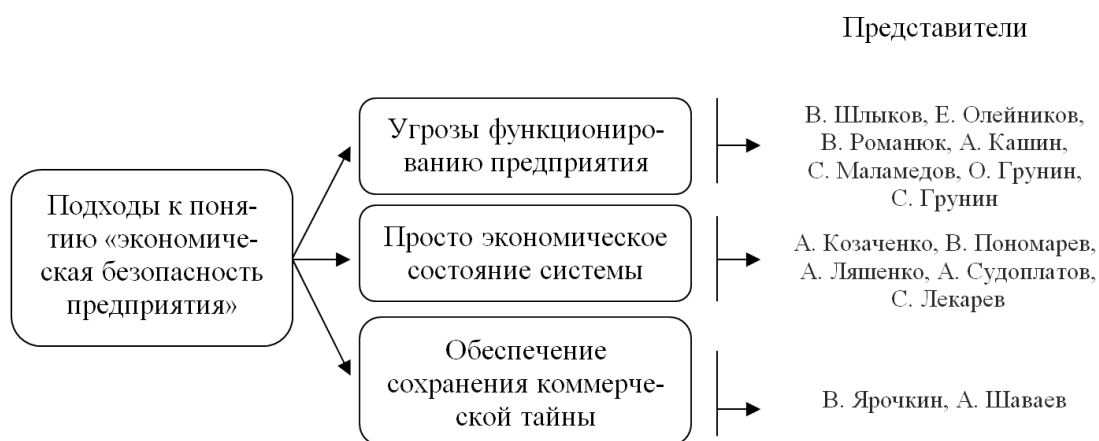 Представители
Подходы к поня-
тию «экономиче-
ская безопасность
предприятия»
Угрозы функциониро-
ванию предприятия
В. Шлыков, Е. Олейников,
В. Романюк, А. Кашин,
С. Маламедов, О. Грунин,
С. Грунин
Просто экономическое
состояние системы
А. Козаченко, В. Пономарев,
А. Ляшенко, А. Судоплатов,
С. Лекарев
Обеспечение
сохранения коммерче-
ской тайны
В. Ярочкин, А. Шаваев